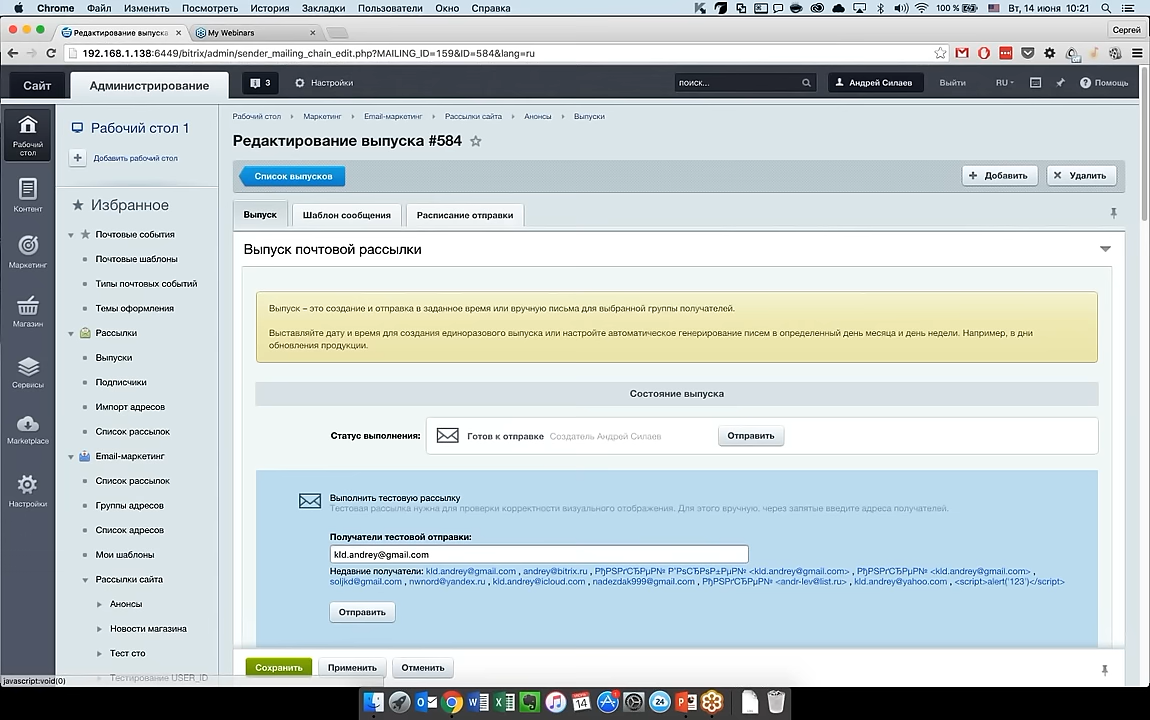 Chrome Файл Изменить Посмотреть История Закладки Пользователи Окно Справка 100 % Вт, 14 июня 10:21
Редактирование выпуска My Webinars Сергей
192.168.1.138:6449/bitrix/admin/sender_mailing_chain_edit.php?MAILING_ID=159&ID=584&lang=ru
Сайт Администрирование 3 Настройки поиск... Андрей Силаев Выйти RU Помощь
Рабочий стол
Контент
Маркетинг
Магазин
Сервисы
Marketplace
Настройки
Рабочий стол 1
Добавить рабочий стол
Избранное
Почтовые события
Почтовые шаблоны
Типы почтовых событий
Темы оформления
Рассылки
Выпуски
Подписчики
Импорт адресов
Список рассылок
Email-маркетинг
Список рассылок
Группы адресов
Список адресов
Мои шаблоны
Рассылки сайта
Анонсы
Новости магазина
Тест сто
Тестирование USER_ID
javascript:void(0)
Рабочий стол Маркетинг Email-маркетинг Рассылки сайта Анонсы Выпуски
Редактирование выпуска #584
Список выпусков Добавить Удалить
Выпуск Шаблон сообщения Расписание отправки
Выпуск почтовой рассылки
Выпуск – это создание и отправка в заданное время или вручную письма для выбранной группы получателей.
Выставляйте дату и время для создания единоразового выпуска или настройте автоматическое генерирование писем в определенный день месяца и день недели. Например, в дни
обновления продукции.
Состояние выпуска
Статус выполнения: Готов к отправке Создатель Андрей Силаев Отправить
Выполнить тестовую рассылку
Тестовая рассылка нужна для проверки корректности визуального отображения. Для этого вручную, через запятые введите адреса получателей.
Получатели тестовой отправки:
kld.andrey@gmail.com
Недавние получатели: kld.andrey@gmail.com , andrey@bitrix.ru , <kld.andrey@gmail.com> , <kld.andrey@gmail.com> ,
soljkd@gmail.com , nwnord@yandex.ru , kld.andrey@icloud.com , nadezdak999@gmail.com , <andr-lev@list.ru> , kld.andrey@yahoo.com , <script>alert('123')</script>
Отправить
Сохранить Применить Отменить
14 24